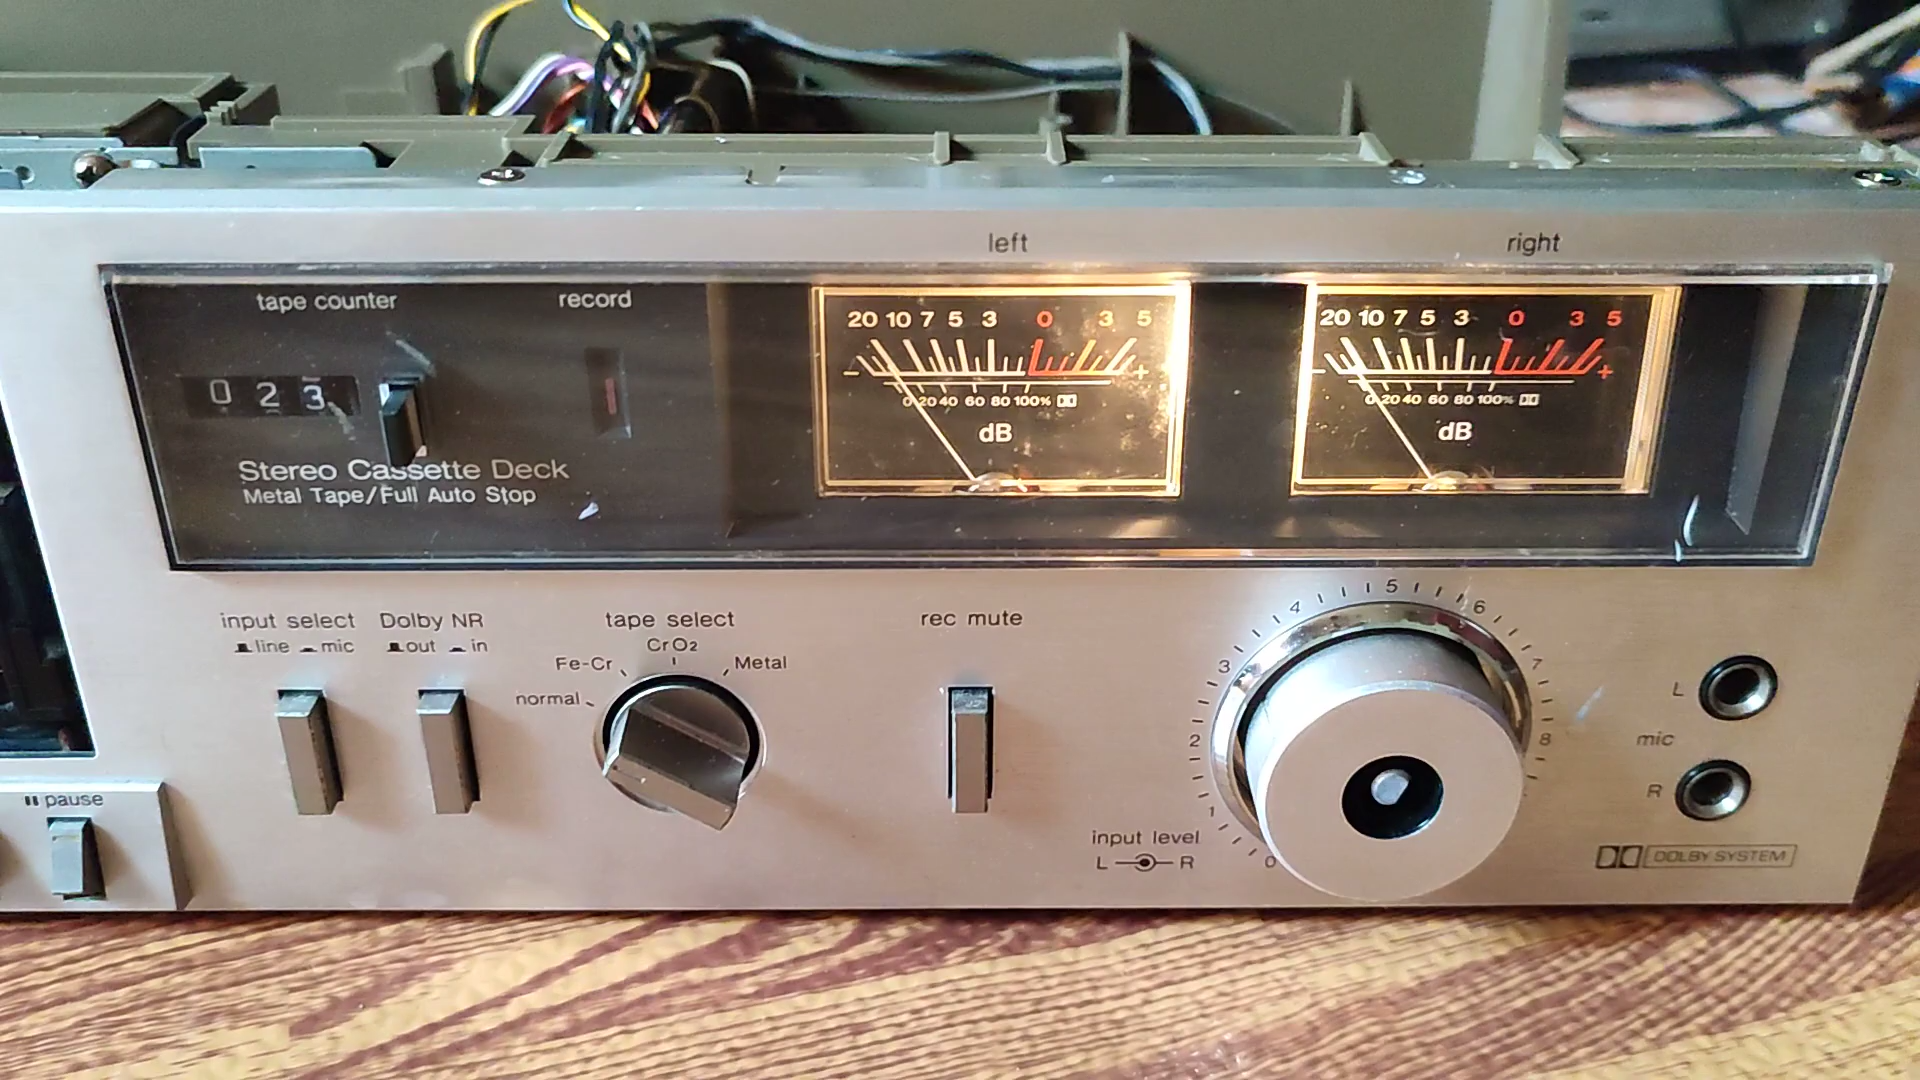 left
right
tape counter
record
20 10 7 5 3 0 3 5
20 10 7 5 3 0 3 5
- +
- +
0 2 3
0 20 40 60 80 100%
0 20 40 60 80 100%
dB
dB
Stereo Cassette Deck
Metal Tape/Full Auto Stop
input select
line mic
Dolby NR
out in
tape select
normal Fe-Cr CrO2 Metal
rec mute
0 1 2 3 4 5 6 7 8
input level
L R
L
mic
R
DOLBY SYSTEM
pause